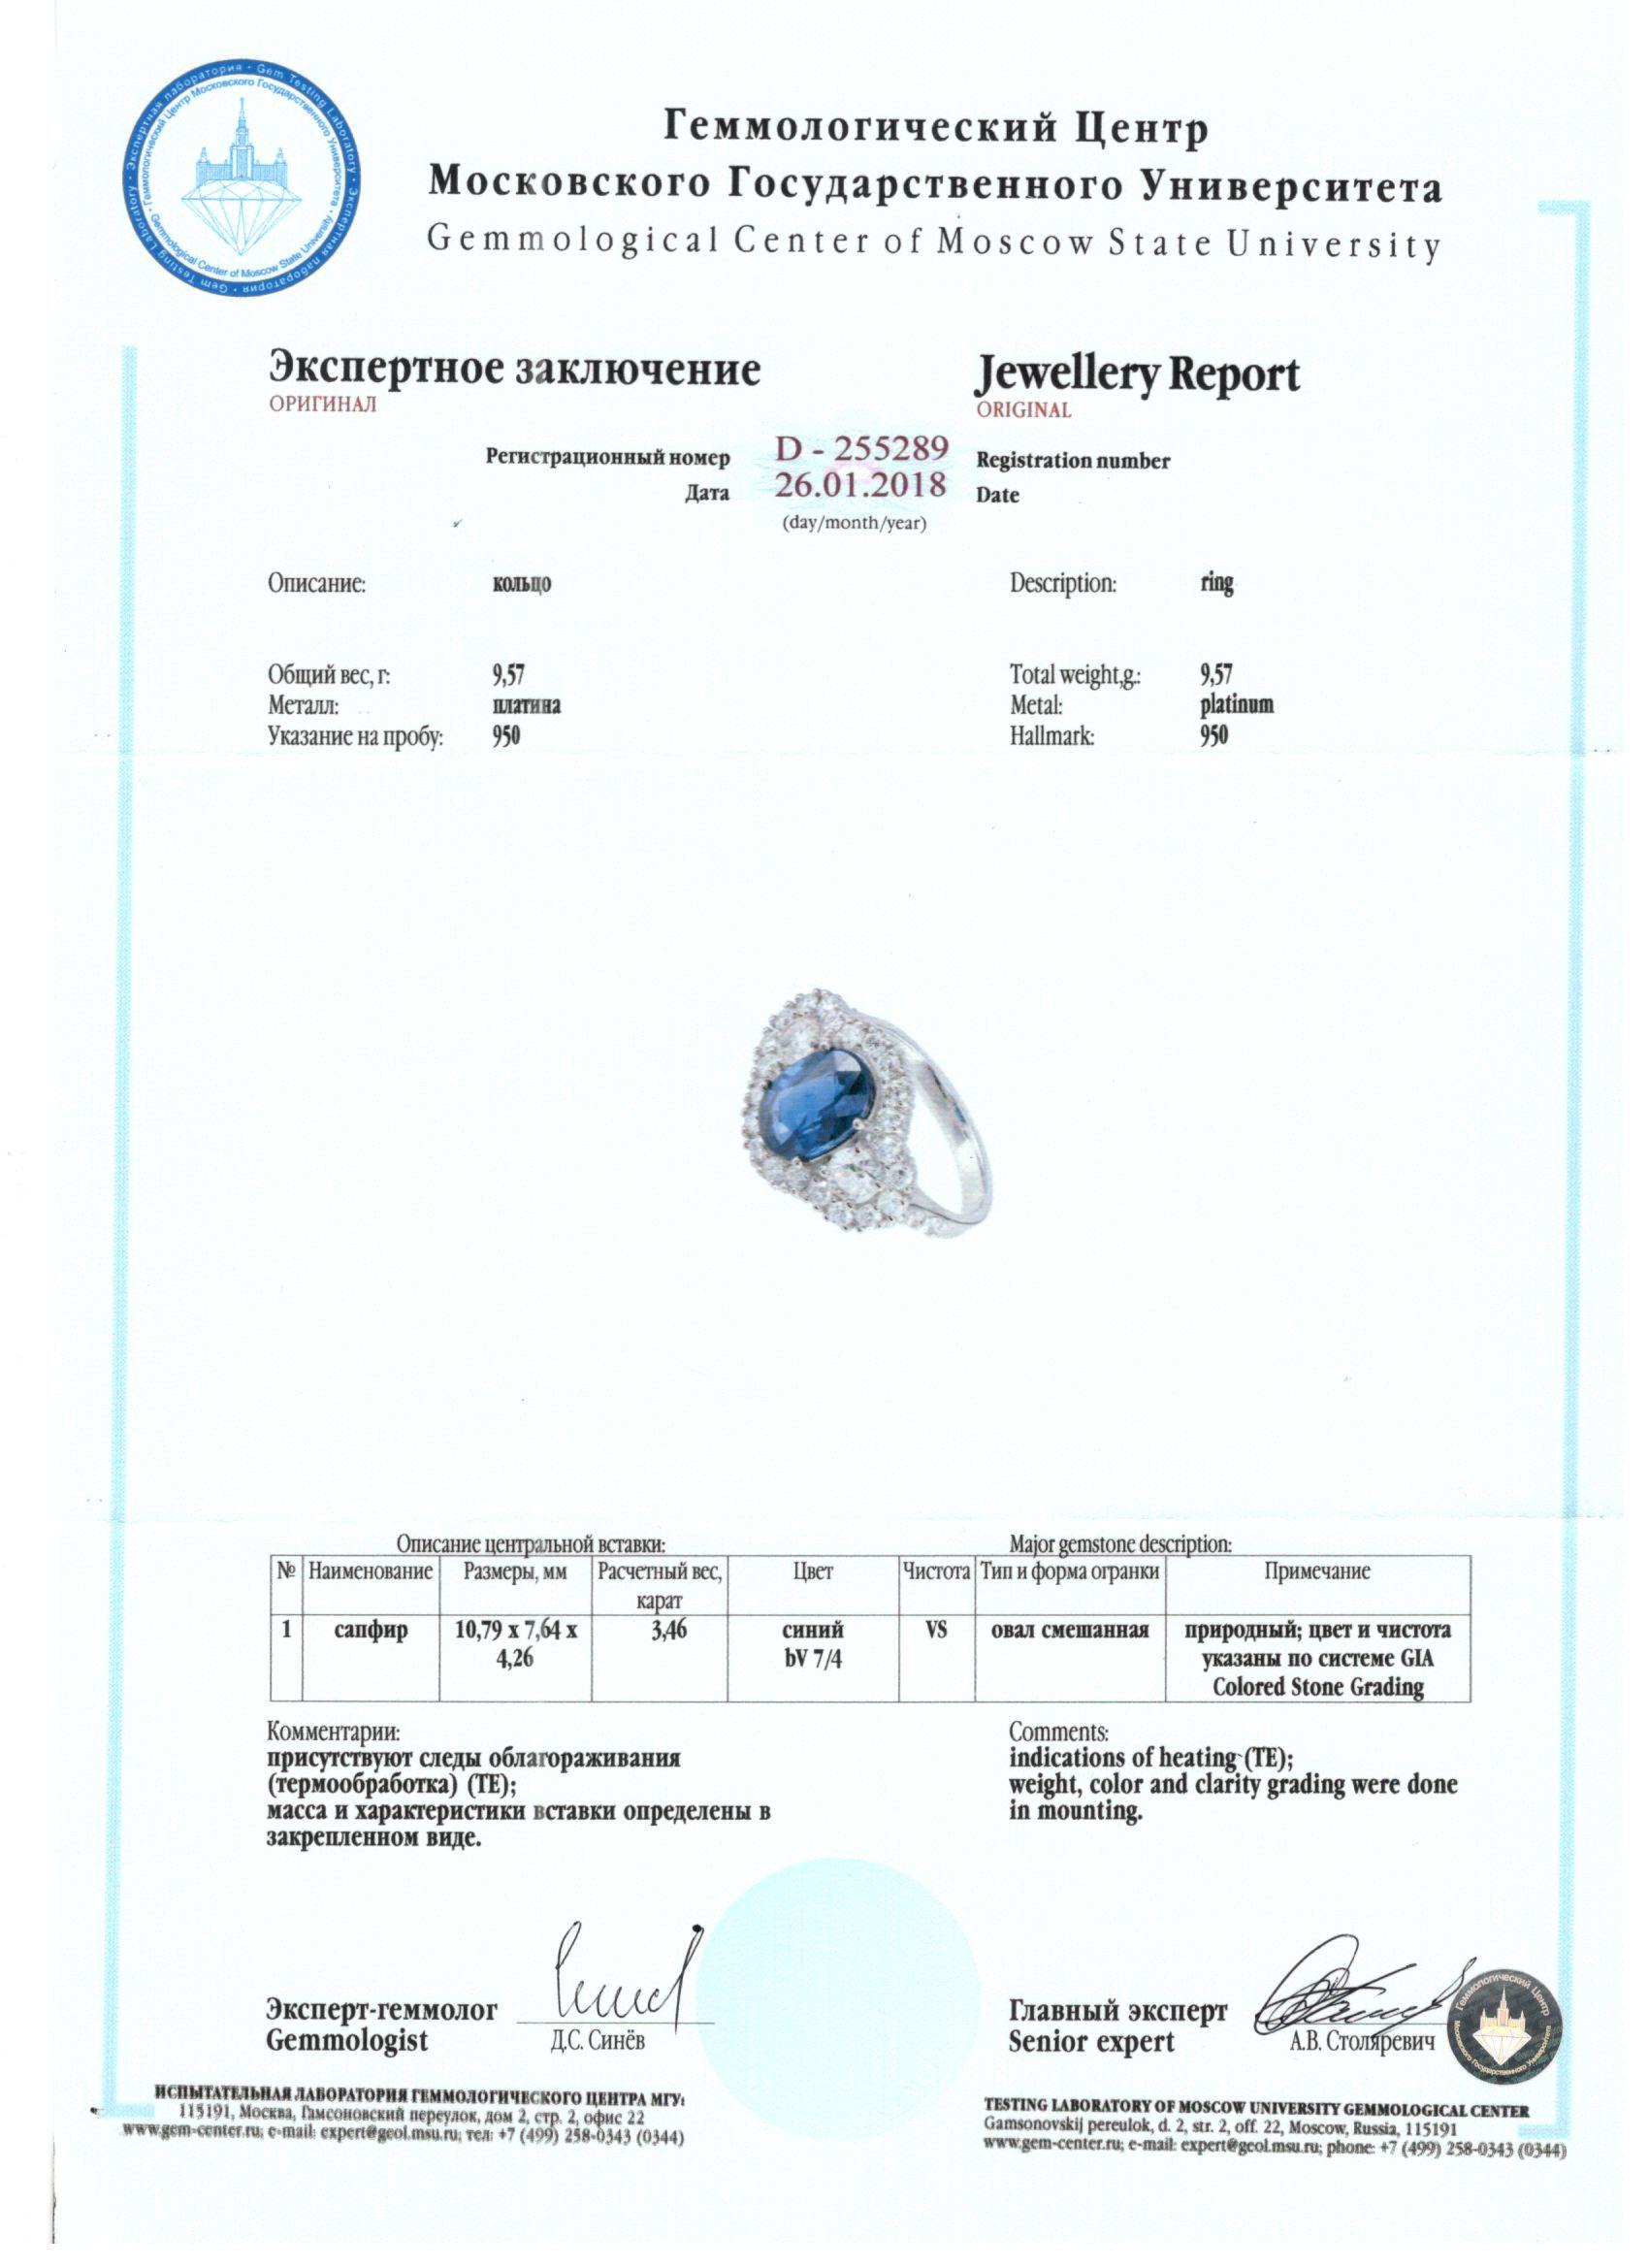 Экспертная лаборатория • Gem Testing Laboratory • Экспертная лаборатория • Gem Testing Laboratory •
Геммологический Центр Московского Государственного Университета • Gemmological Center of Moscow State University •
Геммологический Центр
Московского Государственного Университета
Gemmological Center of Moscow State University
Экспертное заключение
ОРИГИНАЛ
Jewellery Report
ORIGINAL
Регистрационный номер D - 255289 Registration number
Дата 26.01.2018 Date
(day/month/year)
Описание: кольцо Description: ring
Общий вес, г: 9,57 Total weight,g.: 9,57
Металл: платина Metal: platinum
Указание на пробу: 950 Hallmark: 950
Описание центральной вставки: Major gemstone description:
№ Наименование Размеры, мм Расчетный вес, Цвет Чистота Тип и форма огранки Примечание
карат
1 сапфир 10,79 x 7,64 x 3,46 синий VS овал смешанная природный; цвет и чистота
4,26 bV 7/4 указаны по системе GIA
Colored Stone Grading
Комментарии:
присутствуют следы облагораживания
(термообработка) (TE);
масса и характеристики вставки определены в
закрепленном виде.
Comments:
indications of heating (TE);
weight, color and clarity grading were done
in mounting.
Эксперт-геммолог
Gemmologist
Д.С. Синёв
Главный эксперт
Senior expert
А.В. Столяревич
Геммологический Центр
Московского Государственного Университета
ИСПЫТАТЕЛЬНАЯ ЛАБОРАТОРИЯ ГЕММОЛОГИЧЕСКОГО ЦЕНТРА МГУ:
115191, Москва, Гамсоновский переулок, дом 2, стр. 2, офис 22
www.gem-center.ru; e-mail: expert@geol.msu.ru; тел: +7 (499) 258-0343 (0344)
TESTING LABORATORY OF MOSCOW UNIVERSITY GEMMOLOGICAL CENTER
Gamsonovskij pereulok, d. 2, str. 2, off. 22, Moscow, Russia, 115191
www.gem-center.ru; e-mail: expert@geol.msu.ru; phone: +7 (499) 258-0343 (0344)